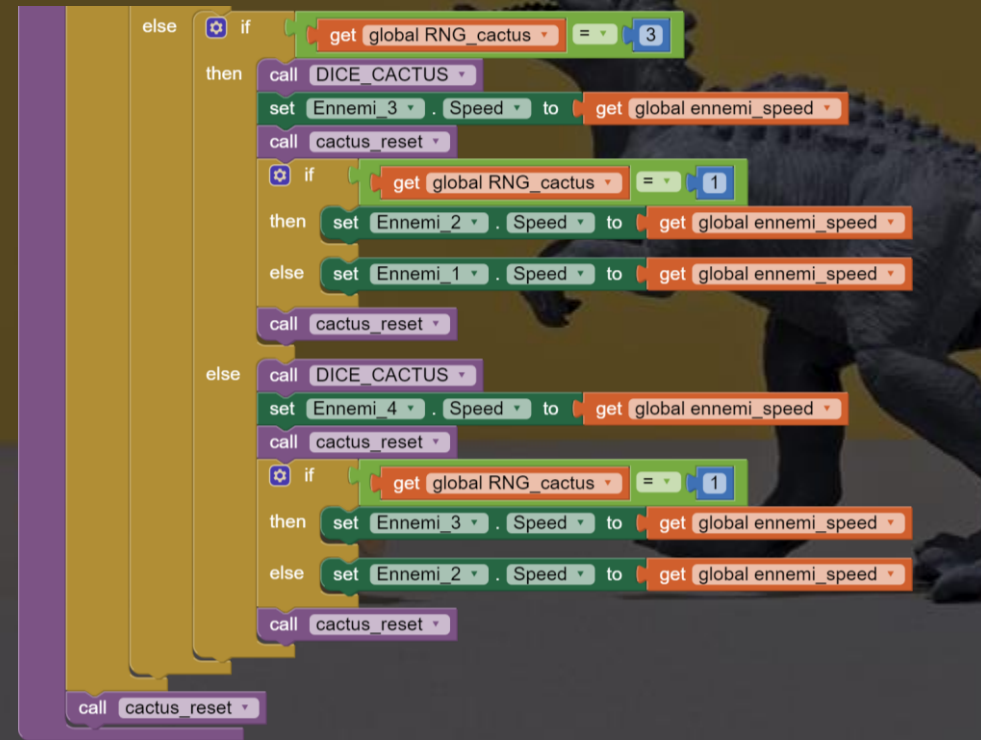 else if get global RNG_cactus = 3
then call DICE_CACTUS
set Ennemi_3 . Speed to get global ennemi_speed
call cactus_reset
if get global RNG_cactus = 1
then set Ennemi_2 . Speed to get global ennemi_speed
else set Ennemi_1 . Speed to get global ennemi_speed
call cactus_reset
else call DICE_CACTUS
set Ennemi_4 . Speed to get global ennemi_speed
call cactus_reset
if get global RNG_cactus = 1
then set Ennemi_3 . Speed to get global ennemi_speed
else set Ennemi_2 . Speed to get global ennemi_speed
call cactus_reset
call cactus_reset